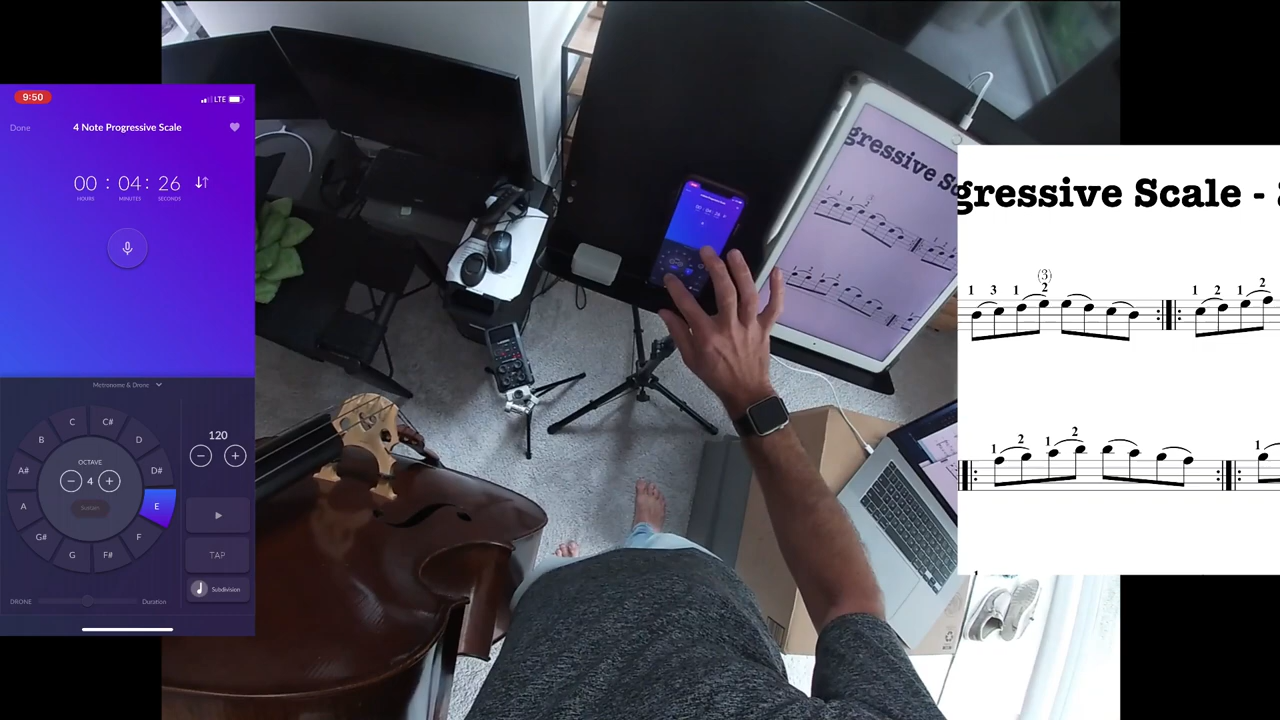 9:50
LTE
Done
4 Note Progressive Scale
00 : 04 : 26
HOURS MINUTES SECONDS
Metronome & Drone
C
C#
B
D
A#
D#
OCTAVE
− 4 +
Sustain
A
E
G#
F
G
F#
DRONE
Duration
120
− +
TAP
Subdivision
gressive Sc
gressive Scale -
(3)
1 3 1 2
1 2 1 2
1 2 1 2
1